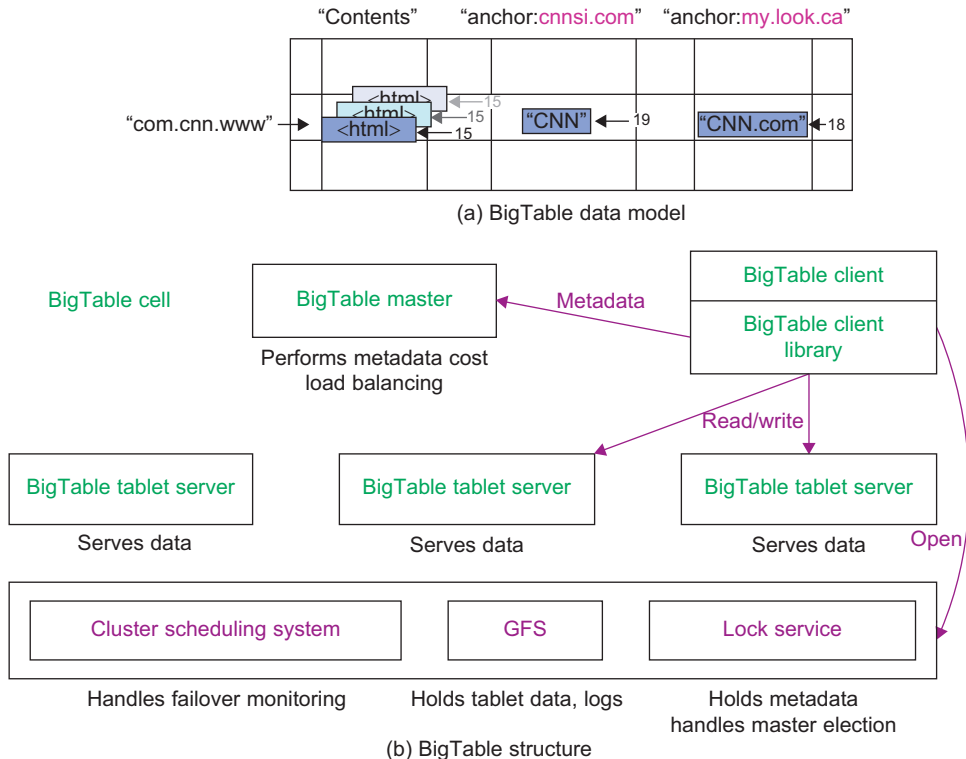 “Contents” “anchor:cnnsi.com” “anchor:my.look.ca”
<html> 15
<html> 15
“com.cnn.www” <html> 15 “CNN” 19 “CNN.com” 18
(a) BigTable data model
BigTable client
BigTable cell BigTable master Metadata
BigTable client
library
Performs metadata cost
load balancing
Read/write
BigTable tablet server BigTable tablet server BigTable tablet server
Serves data Serves data Serves data Open
Cluster scheduling system GFS Lock service
Handles failover monitoring Holds tablet data, logs Holds metadata
handles master election
(b) BigTable structure